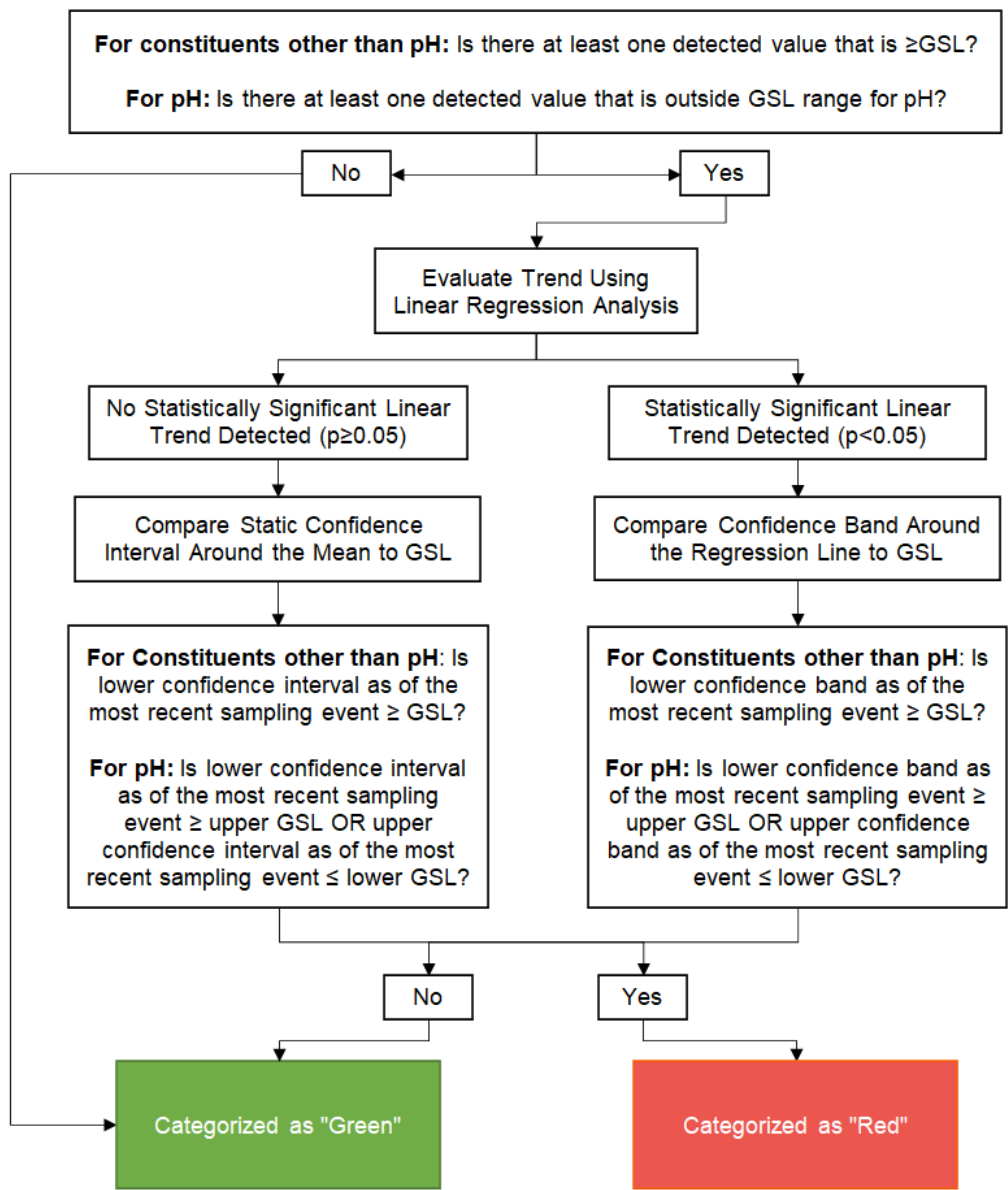 For constituents other than pH: Is there at least one detected value that is ≥GSL?
For pH: Is there at least one detected value that is outside GSL range for pH?
No
Yes
Evaluate Trend Using
Linear Regression Analysis
No Statistically Significant Linear
Trend Detected (p≥0.05)
Statistically Significant Linear
Trend Detected (p<0.05)
Compare Static Confidence
Interval Around the Mean to GSL
Compare Confidence Band Around
the Regression Line to GSL
For Constituents other than pH: Is
lower confidence interval as of the
most recent sampling event ≥ GSL?
For pH: Is lower confidence interval
as of the most recent sampling
event ≥ upper GSL OR upper
confidence interval as of the most
recent sampling event ≤ lower GSL?
For Constituents other than pH: Is
lower confidence band as of the
most recent sampling event ≥ GSL?
For pH: Is lower confidence band as
of the most recent sampling event ≥
upper GSL OR upper confidence
band as of the most recent sampling
event ≤ lower GSL?
No
Yes
Categorized as "Green"
Categorized as "Red"